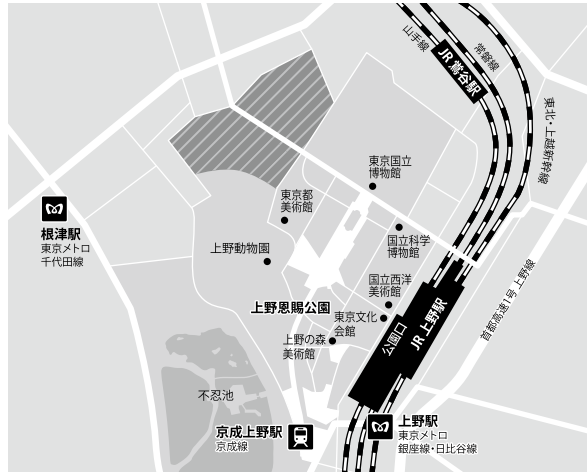 山手線
常磐線
JR 鶯谷駅
東北・上越新幹線
東京国立
博物館
東京都
美術館
根津駅
東京メトロ
千代田線
上野動物園
国立科学
博物館
国立西洋
美術館
上野恩賜公園
東京文化
会館
上野の森
美術館
公園口
JR 上野駅
首都高速1号 上野線
不忍池
京成上野駅
京成線
上野駅
東京メトロ
銀座線・日比谷線